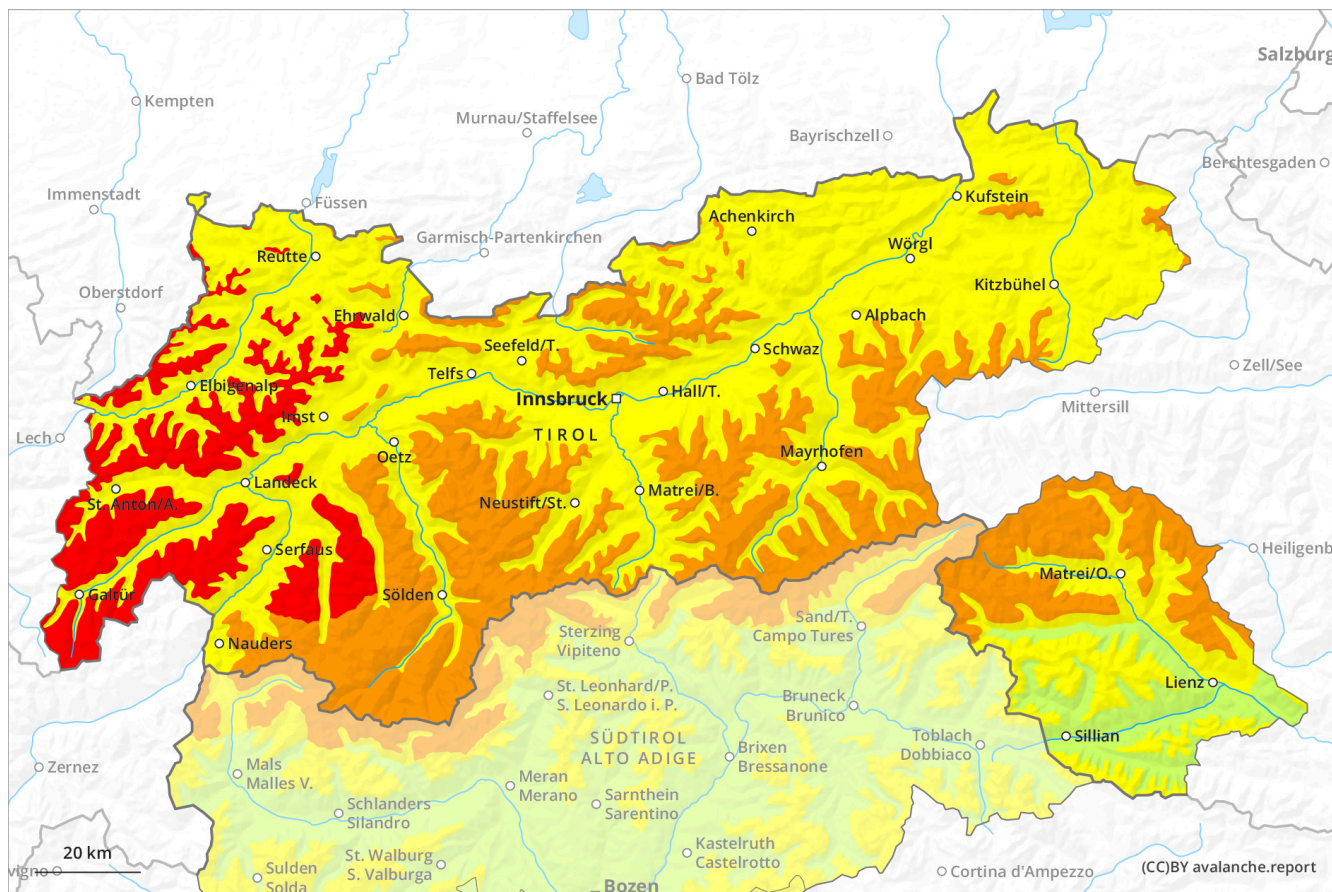 Salzburg
Bad Tölz
Kempten
Murnau/Staffelsee
Bayrischzell
Berchtesgaden
Immenstadt
Füssen
Kufstein
Achenkirch
Garmisch-Partenkirchen
Wörgl
Reutte
Kitzbühel
Oberstdorf
Ehrwald
Alpbach
Seefeld/T.
Schwaz
Zell/See
Telfs
Elbigenalp
Innsbruck
Hall/T.
Mittersill
Imst
Lech
TIROL
Oetz
Mayrhofen
Landeck
Matrei/B.
St. Anton/A.
Neustift/St.
Serfaus
Heiligenb
Matrei/O.
Galtür
Sölden
Sand/T.
Campo Tures
Nauders
Sterzing
Vipiteno
Lienz
St. Leonhard/P.
S. Leonardo i. P.
Bruneck
Brunico
Sillian
SÜDTIROL
ALTO ADIGE
Toblach
Dobbiaco
Brixen
Bressanone
Zernez
Mals
Malles V.
Meran
Merano
Sarnthein
Sarentino
Schlanders
Silandro
20 km
Kastelruth
Castelrotto
St. Walburg
S. Valburga
vigno
Sulden
Solda
Cortina d'Ampezzo
(CC)BY avalanche.report
Bozen